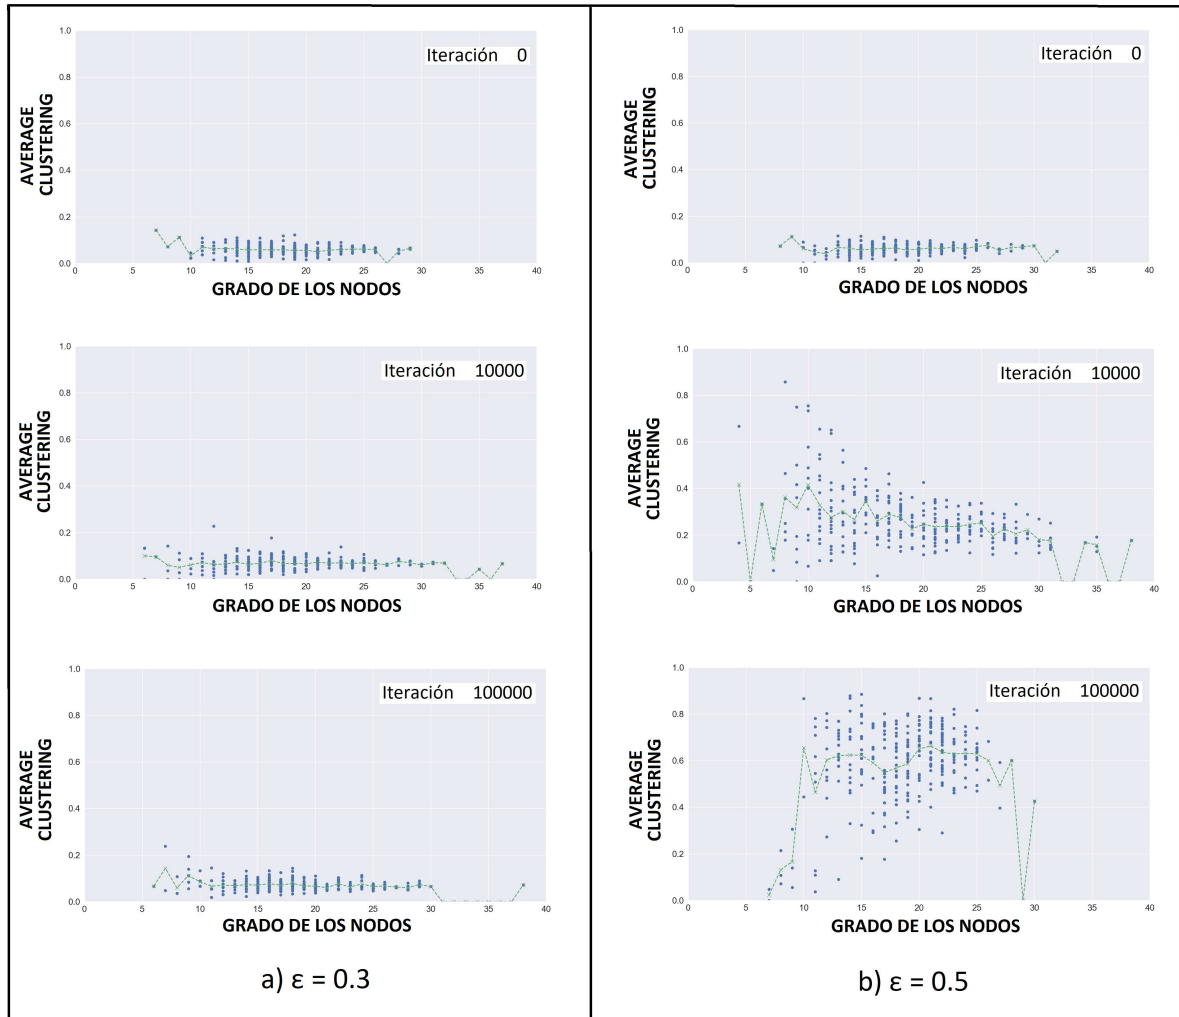 1.0
Iteración 0
0.8
0.6
AVERAGE
CLUSTERING
0.4
0.2
0.0
0 5 10 15 20 25 30 35 40
GRADO DE LOS NODOS
1.0
Iteración 10000
0.8
0.6
AVERAGE
CLUSTERING
0.4
0.2
0.0
0 5 10 15 20 25 30 35 40
GRADO DE LOS NODOS
1.0
Iteración 100000
0.8
0.6
AVERAGE
CLUSTERING
0.4
0.2
0.0
0 5 10 15 20 25 30 35 40
GRADO DE LOS NODOS
a) ε = 0.3
1.0
Iteración 0
0.8
0.6
AVERAGE
CLUSTERING
0.4
0.2
0.0
0 5 10 15 20 25 30 35 40
GRADO DE LOS NODOS
1.0
Iteración 10000
0.8
0.6
AVERAGE
CLUSTERING
0.4
0.2
0.0
0 5 10 15 20 25 30 35 40
GRADO DE LOS NODOS
1.0
Iteración 100000
0.8
0.6
AVERAGE
CLUSTERING
0.4
0.2
0.0
0 5 10 15 20 25 30 35 40
GRADO DE LOS NODOS
b) ε = 0.5